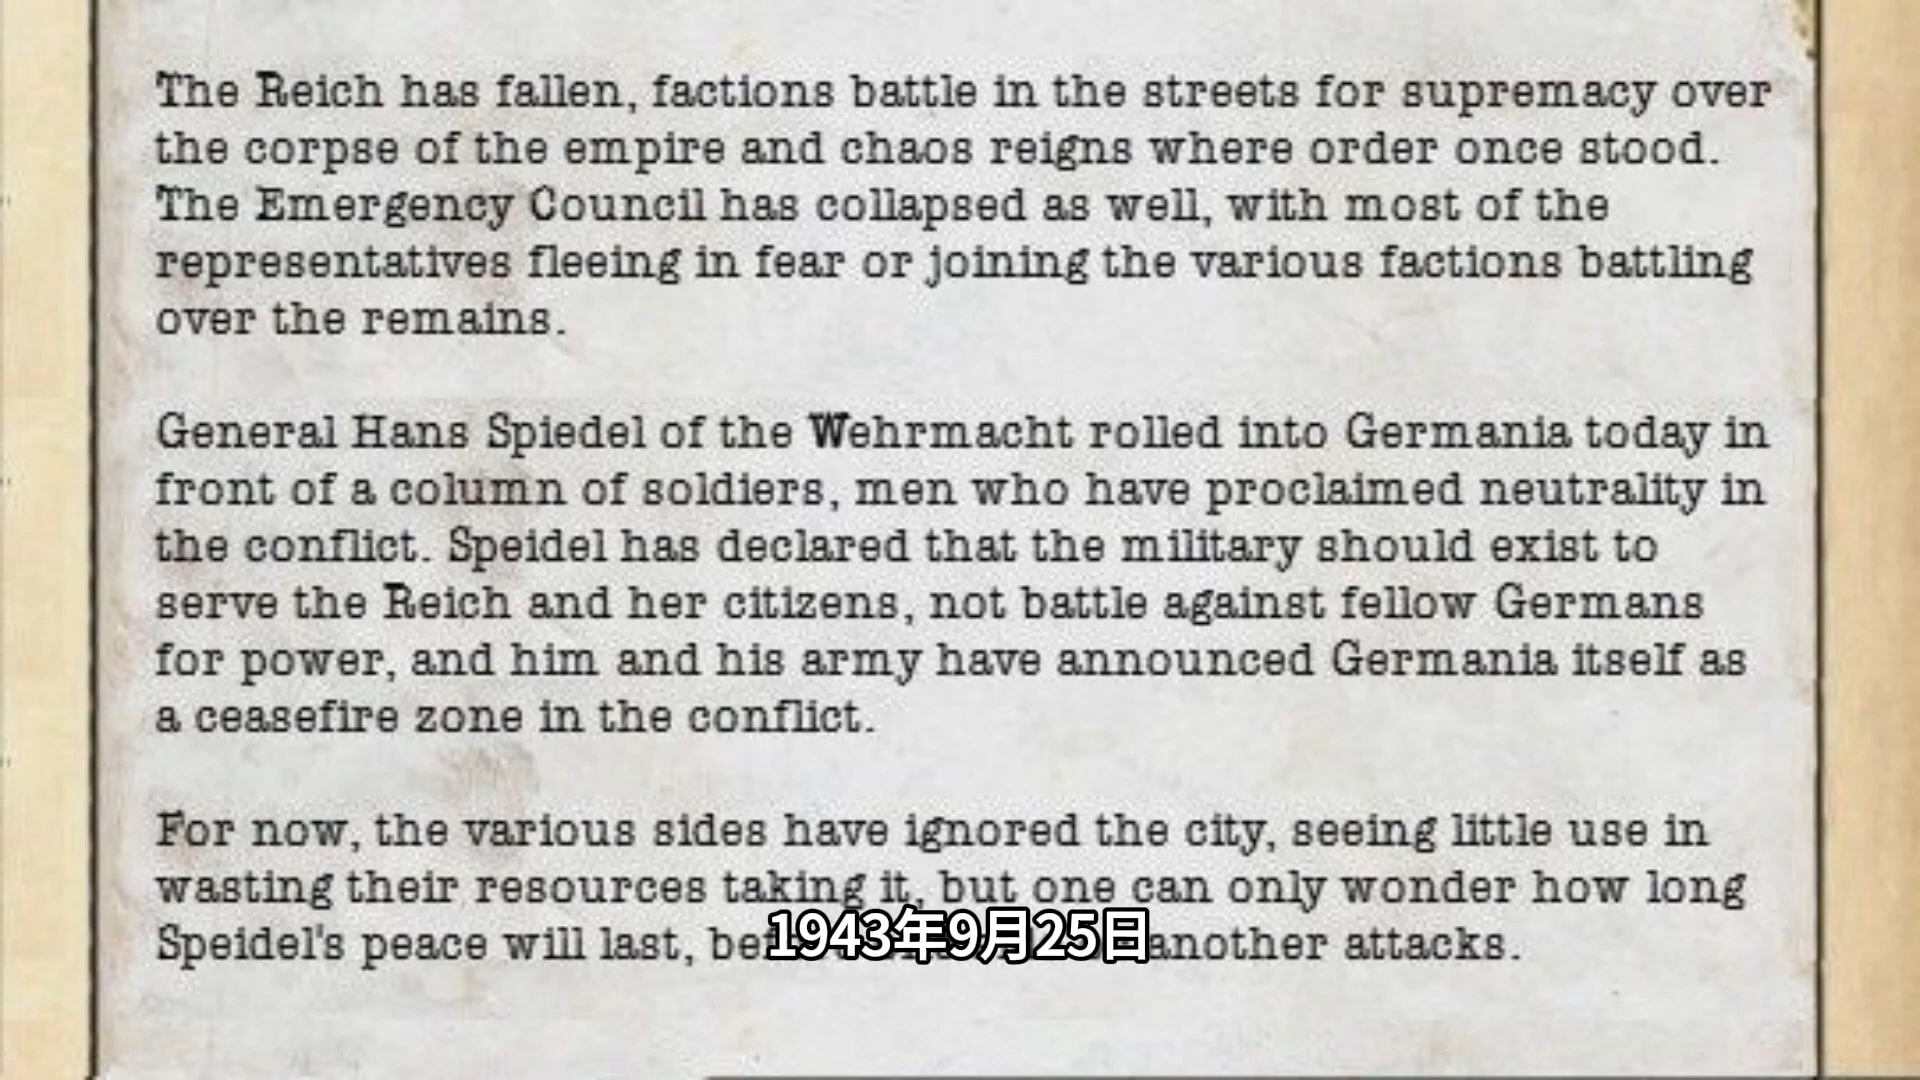 The Reich has fallen, factions battle in the streets for supremacy over
the corpse of the empire and chaos reigns where order once stood.
The Emergency Council has collapsed as well, with most of the
representatives fleeing in fear or joining the various factions battling
over the remains.
General Hans Spiedel of the Wehrmacht rolled into Germania today in
front of a column of soldiers, men who have proclaimed neutrality in
the conflict. Speidel has declared that the military should exist to
serve the Reich and her citizens, not battle against fellow Germans
for power, and him and his army have announced Germania itself as
a ceasefire zone in the conflict.
For now, the various sides have ignored the city, seeing little use in
wasting their resources taking it, but one can only wonder how long
Speidel's peace will last, another attacks.
1943年9月25日